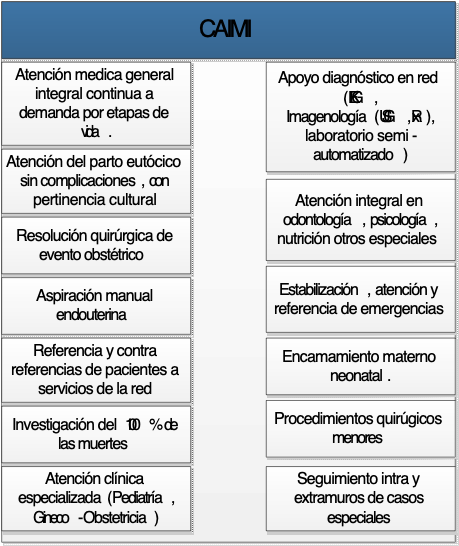 CAIMI
Atención medica general
integral continua a
demanda por etapas de
vida .
Atención del parto eutócico
sin complicaciones , con
pertinencia cultural
Resolución quirúrgica de
evento obstétrico
Aspiración manual
endouterina
Referencia y contra
referencias de pacientes a
servicios de la red
Investigación del 100 % de
las muertes
Atención clínica
especializada (Pediatría ,
Gineco -Obstetricia )
Apoyo diagnóstico en red
(EKG ,
Imagenología (USG , RX ),
laboratorio semi -
automatizado )
Atención integral en
odontología , psicología ,
nutrición otros especiales
Estabilización , atención y
referencia de emergencias
Encamamiento materno
neonatal .
Procedimientos quirúgicos
menores
Seguimiento intra y
extramuros de casos
especiales